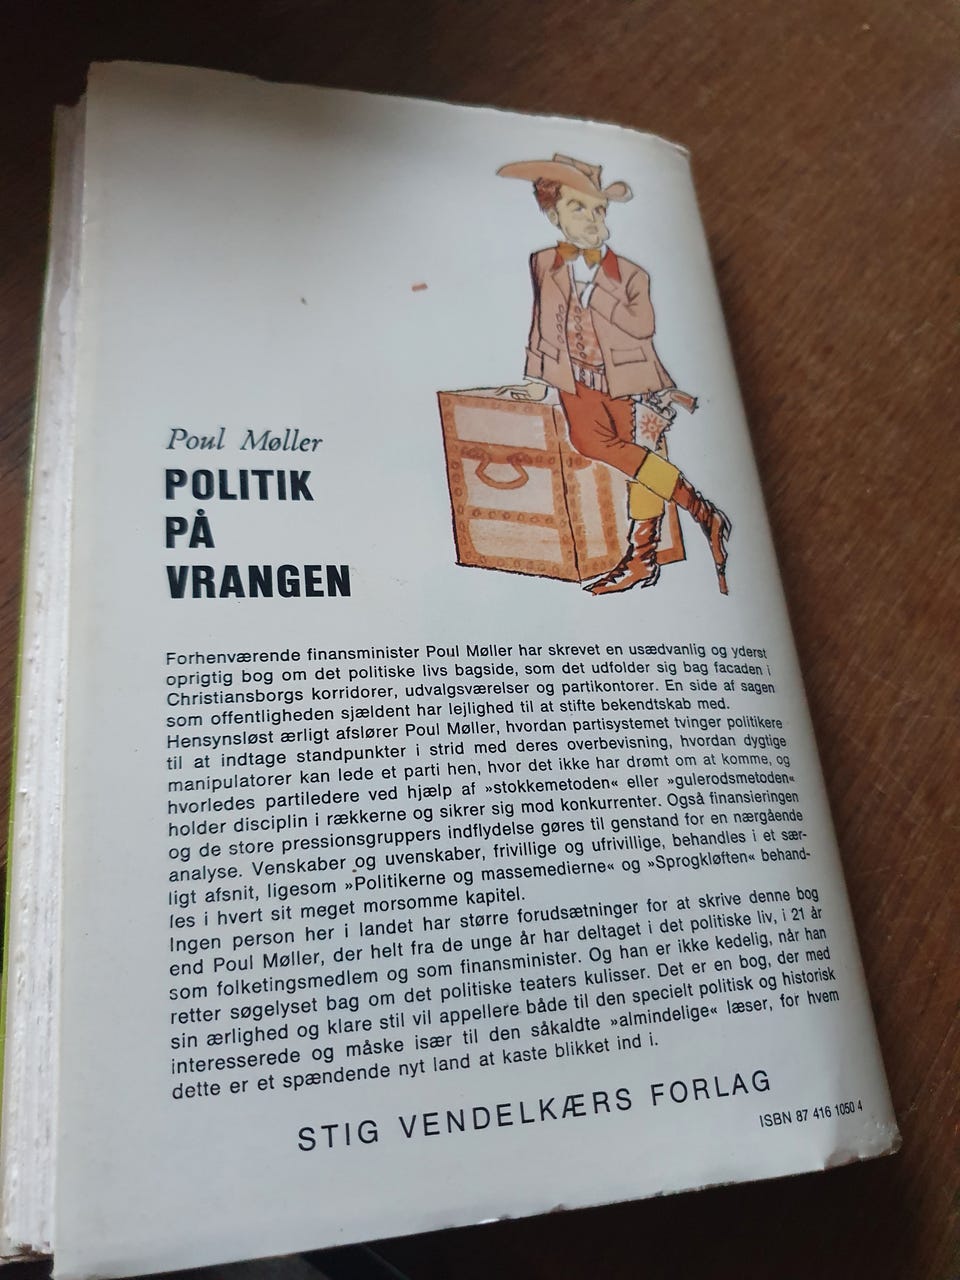 Poul Møller
POLITIK
PÅ
VRANGEN
Forhenværende finansminister Poul Møller har skrevet en usædvanlig og yderst
oprigtig bog om det politiske livs bagside, som det udfolder sig bag facaden i
Christiansborgs korridorer, udvalgsværelser og partikontorer. En side af sagen
som offentligheden sjældent har lejlighed til at stifte bekendtskab med.
Hensynsløst ærligt afslører Poul Møller, hvordan partisystemet tvinger politikere
til at indtage standpunkter i strid med deres overbevisning, hvordan dygtige
manipulatorer kan lede et parti hen, hvor det ikke har drømt om at komme, og
hvorledes partiledere ved hjælp af »stokkemetoden« eller »gulerodsmetoden«
holder disciplin i rækkerne og sikrer sig mod konkurrenter. Også finansieringen
og de store pressionsgruppers indflydelse gøres til genstand for en nærgående
analyse. Venskaber og uvenskaber, frivillige og ufrivillige, behandles i et sær-
ligt afsnit, ligesom »Politikerne og massemedierne« og »Sprogkløften« behand-
les i hvert sit meget morsomme kapitel.
Ingen person her i landet har større forudsætninger for at skrive denne bog
end Poul Møller, der helt fra de unge år har deltaget i det politiske liv, i 21 år
som folketingsmedlem og som finansminister. Og han er ikke kedelig, når han
retter søgelyset bag om det politiske teaters kulisser. Det er en bog, der med
sin ærlighed og klare stil vil appellere både til den specielt politisk og historisk
interesserede og måske især til den såkaldte »almindelige« læser, for hvem
dette er et spændende nyt land at kaste blikket ind i.
STIG VENDELKÆRS FORLAG
ISBN 87 416 1050 4